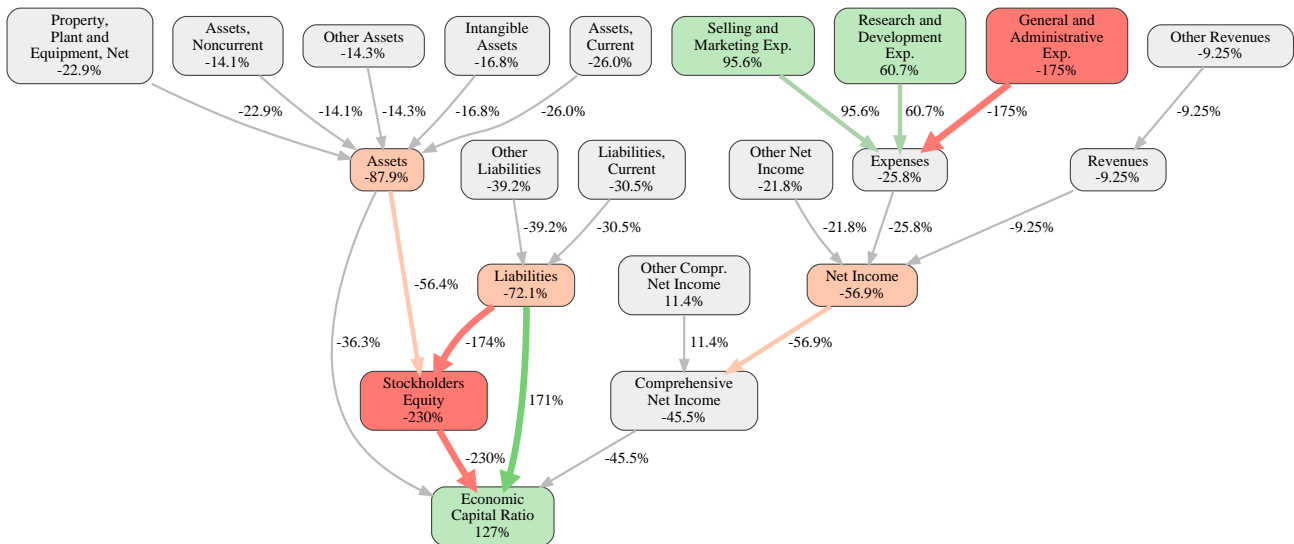 Property,
Plant and
Equipment, Net
-22.9%
Assets,
Noncurrent
-14.1%
Other Assets
-14.3%
Intangible
Assets
-16.8%
Assets,
Current
-26.0%
Selling and
Marketing Exp.
95.6%
Research and
Development
Exp.
60.7%
General and
Administrative
Exp.
-175%
Other Revenues
-9.25%
-22.9%
-14.1%
-14.3%
-16.8%
-26.0%
95.6%
60.7%
-175%
-9.25%
Assets
-87.9%
Other
Liabilities
-39.2%
Liabilities,
Current
-30.5%
Other Net
Income
-21.8%
Expenses
-25.8%
Revenues
-9.25%
-39.2%
-30.5%
-21.8%
-25.8%
-9.25%
Liabilities
-72.1%
Other Compr.
Net Income
11.4%
Net Income
-56.9%
-56.4%
-36.3%
-174%
11.4%
-56.9%
Stockholders
Equity
-230%
171%
Comprehensive
Net Income
-45.5%
-230%
-45.5%
Economic
Capital Ratio
127%